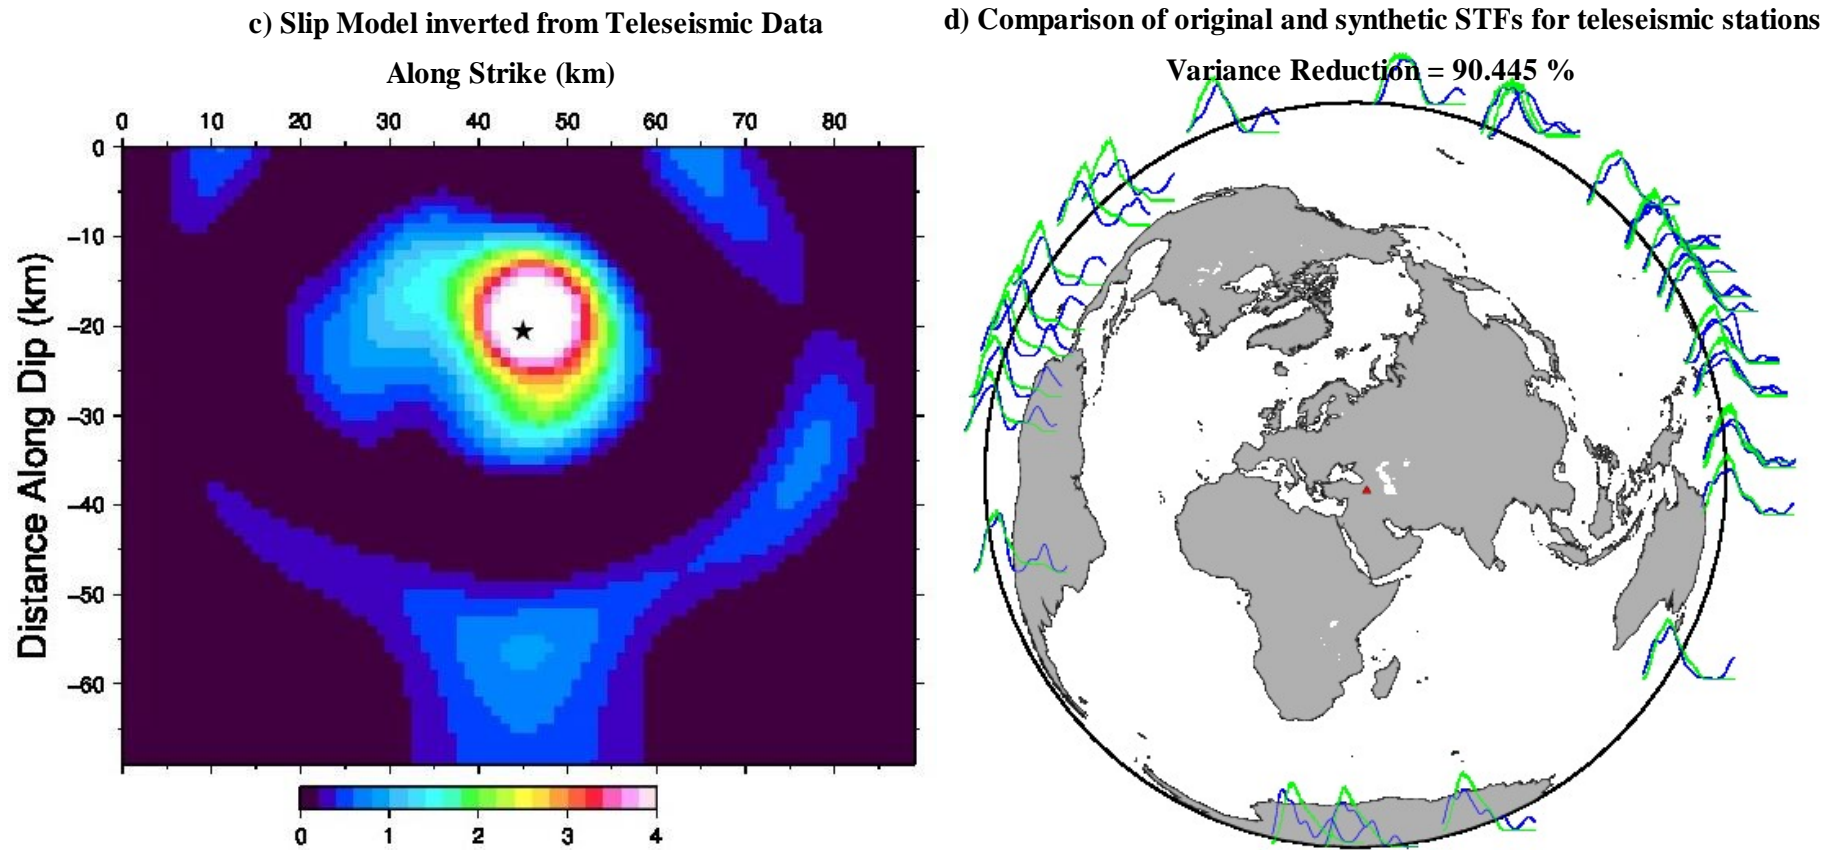 c) Slip Model inverted from Teleseismic Data
Along Strike (km)
0 10 20 30 40 50 60 70 80
Distance Along Dip (km)
0
−10
−20
−30
−40
−50
−60
0 1 2 3 4
d) Comparison of original and synthetic STFs for teleseismic stations
Variance Reduction = 90.445 %